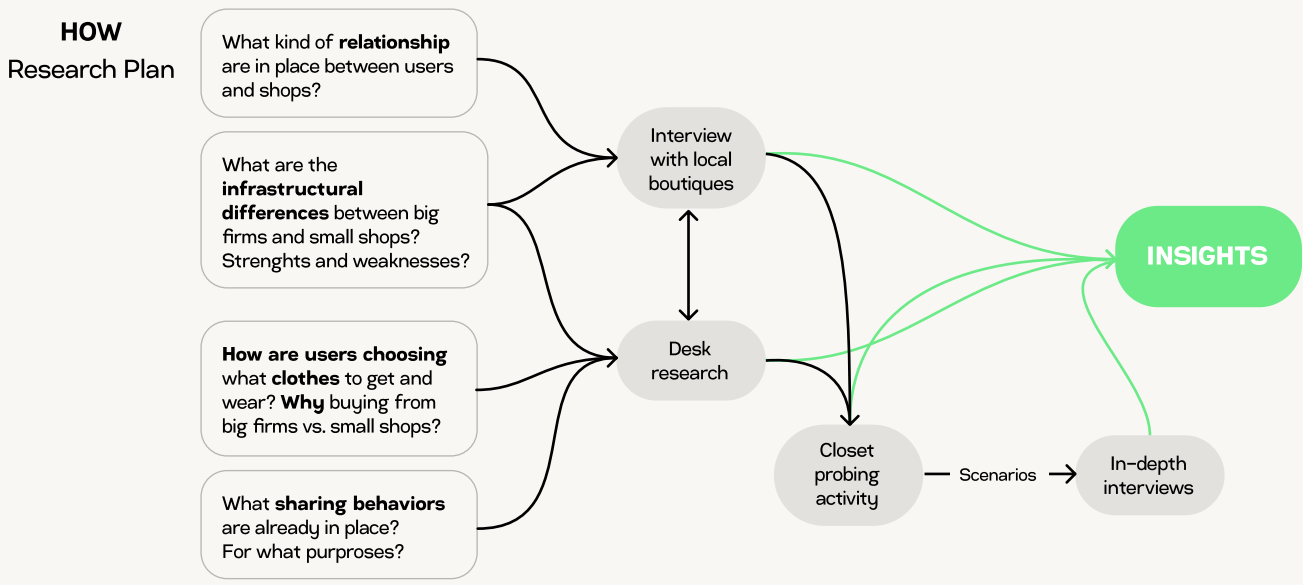 HOW
Research Plan
What kind of relationship
are in place between users
and shops?
What are the
infrastructural
differences between big
firms and small shops?
Strenghts and weaknesses?
How are users choosing
what clothes to get and
wear? Why buying from
big firms vs. small shops?
What sharing behaviors
are already in place?
For what purproses?
Interview
with local
boutiques
Desk
research
Closet
probing
activity
Scenarios
In-depth
interviews
INSIGHTS